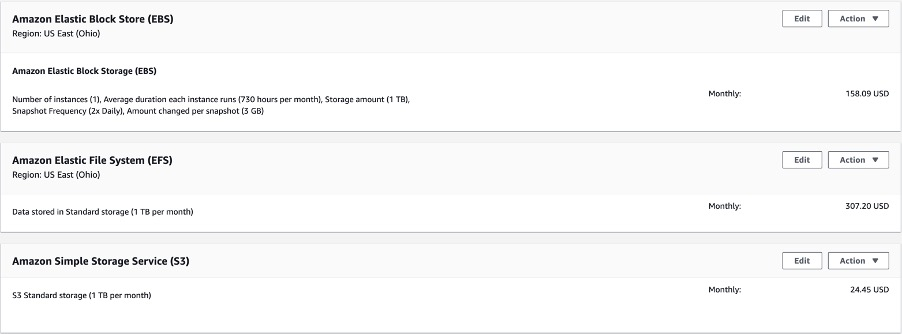 Amazon Elastic Block Store (EBS)
Edit
Action
Region: US East (Ohio)
Amazon Elastic Block Storage (EBS)
Number of instances (1), Average duration each instance runs (730 hours per month), Storage amount (1 TB),
Snapshot Frequency (2x Daily), Amount changed per snapshot (3 GB)
Monthly:
158.09 USD
Amazon Elastic File System (EFS)
Edit
Action
Region: US East (Ohio)
Data stored in Standard storage (1 TB per month)
Monthly:
307.20 USD
Amazon Simple Storage Service (S3)
Edit
Action
S3 Standard storage (1 TB per month)
Monthly:
24.45 USD